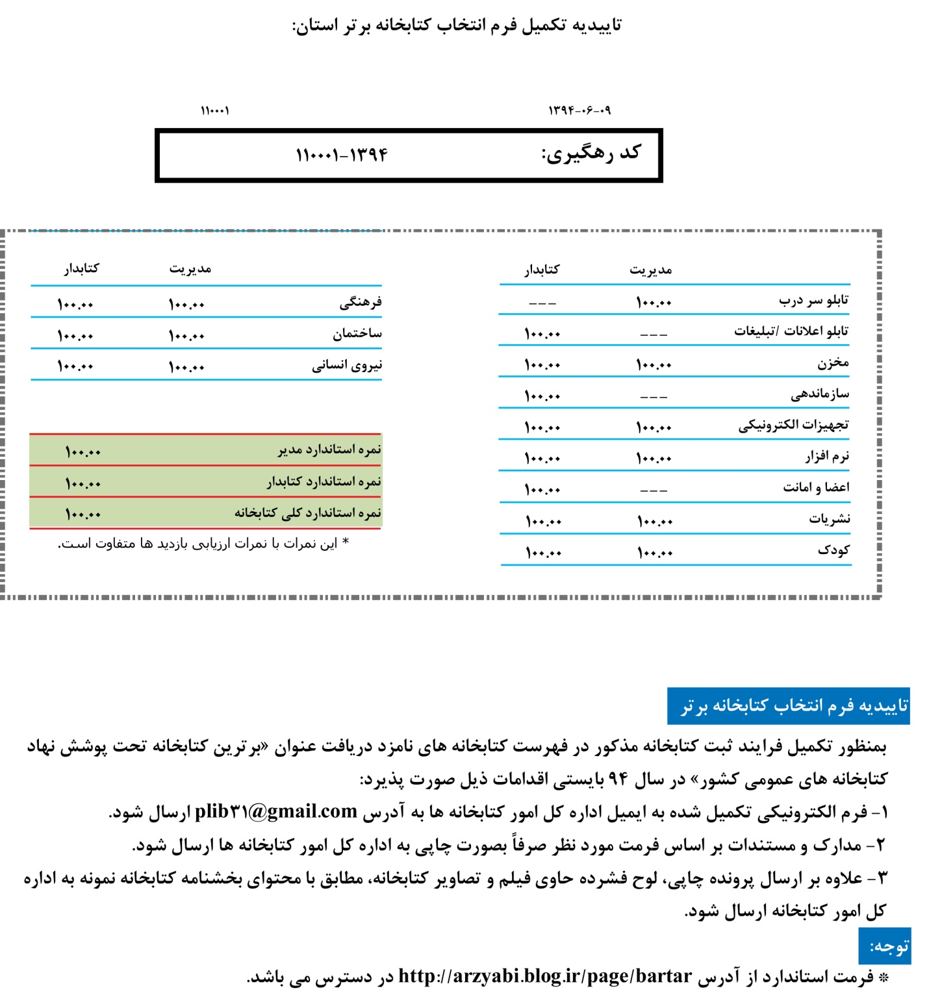 تاییدیه تکمیل فرم انتخاب کتابخانه برتر استان:
۱۳۹۴-۰۶-۰۹ ۱۱۰۰۰۱
کد رهگیری: ۱۱۰۰۰۱-۱۳۹۴
مدیریت کتابدار
تابلو سر درب ۱۰۰.۰۰ ---
تابلو اعلانات /تبلیغات --- ۱۰۰.۰۰
مخزن ۱۰۰.۰۰ ۱۰۰.۰۰
سازماندهی --- ۱۰۰.۰۰
تجهیزات الکترونیکی ۱۰۰.۰۰ ۱۰۰.۰۰
نرم افزار ۱۰۰.۰۰ ۱۰۰.۰۰
اعضا و امانت --- ۱۰۰.۰۰
نشریات ۱۰۰.۰۰ ۱۰۰.۰۰
کودک ۱۰۰.۰۰ ۱۰۰.۰۰
مدیریت کتابدار
فرهنگی ۱۰۰.۰۰ ۱۰۰.۰۰
ساختمان ۱۰۰.۰۰ ۱۰۰.۰۰
نیروی انسانی ۱۰۰.۰۰ ۱۰۰.۰۰
نمره استاندارد مدیر ۱۰۰.۰۰
نمره استاندارد کتابدار ۱۰۰.۰۰
نمره استاندارد کلی کتابخانه ۱۰۰.۰۰
* این نمرات با نمرات ارزیابی بازدید ها متفاوت است.
تاییدیه فرم انتخاب کتابخانه برتر
بمنظور تکمیل فرایند ثبت کتابخانه مذکور در فهرست کتابخانه های نامزد دریافت عنوان «برترین کتابخانه تحت پوشش نهاد
کتابخانه های عمومی کشور» در سال ۹۴ بایستی اقدامات ذیل صورت پذیرد:
۱- فرم الکترونیکی تکمیل شده به ایمیل اداره کل امور کتابخانه ها به آدرس plib۳۱@gmail.com ارسال شود.
۲- مدارک و مستندات بر اساس فرمت مورد نظر صرفاً بصورت چاپی به اداره کل امور کتابخانه ها ارسال شود.
۳- علاوه بر ارسال پرونده چاپی، لوح فشرده حاوی فیلم و تصاویر کتابخانه، مطابق با محتوای بخشنامه کتابخانه نمونه به اداره
کل امور کتابخانه ارسال شود.
توجه:
* فرمت استاندارد از آدرس http://arzyabi.blog.ir/page/bartar در دسترس می باشد.